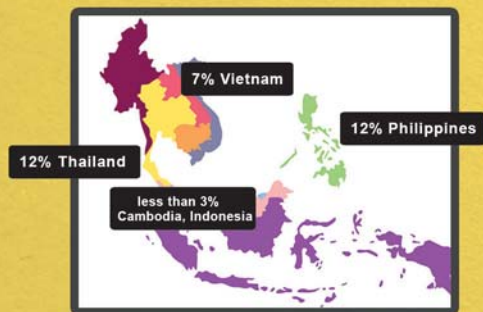 7% Vietnam
12% Philippines
12% Thailand
less than 3%
Cambodia, Indonesia